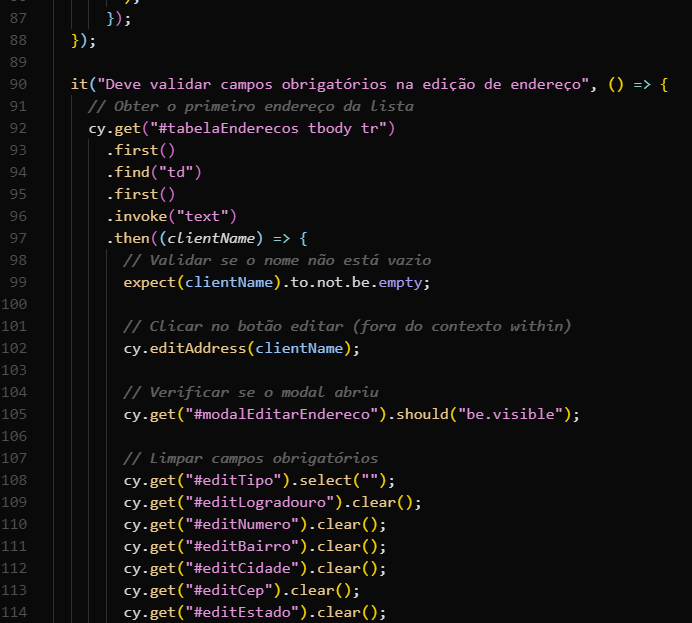 87 });
88 });
89
90 it("Deve validar campos obrigatórios na edição de endereço", () => {
91 // Obter o primeiro endereço da lista
92 cy.get("#tabelaEnderecos tbody tr")
93 .first()
94 .find("td")
95 .first()
96 .invoke("text")
97 .then((clientName) => {
98 // Validar se o nome não está vazio
99 expect(clientName).to.not.be.empty;
100
101 // Clicar no botão editar (fora do contexto within)
102 cy.editAddress(clientName);
103
104 // Verificar se o modal abriu
105 cy.get("#modalEditarEndereco").should("be.visible");
106
107 // Limpar campos obrigatórios
108 cy.get("#editTipo").select("");
109 cy.get("#editLogradouro").clear();
110 cy.get("#editNumero").clear();
111 cy.get("#editBairro").clear();
112 cy.get("#editCidade").clear();
113 cy.get("#editCep").clear();
114 cy.get("#editEstado").clear();